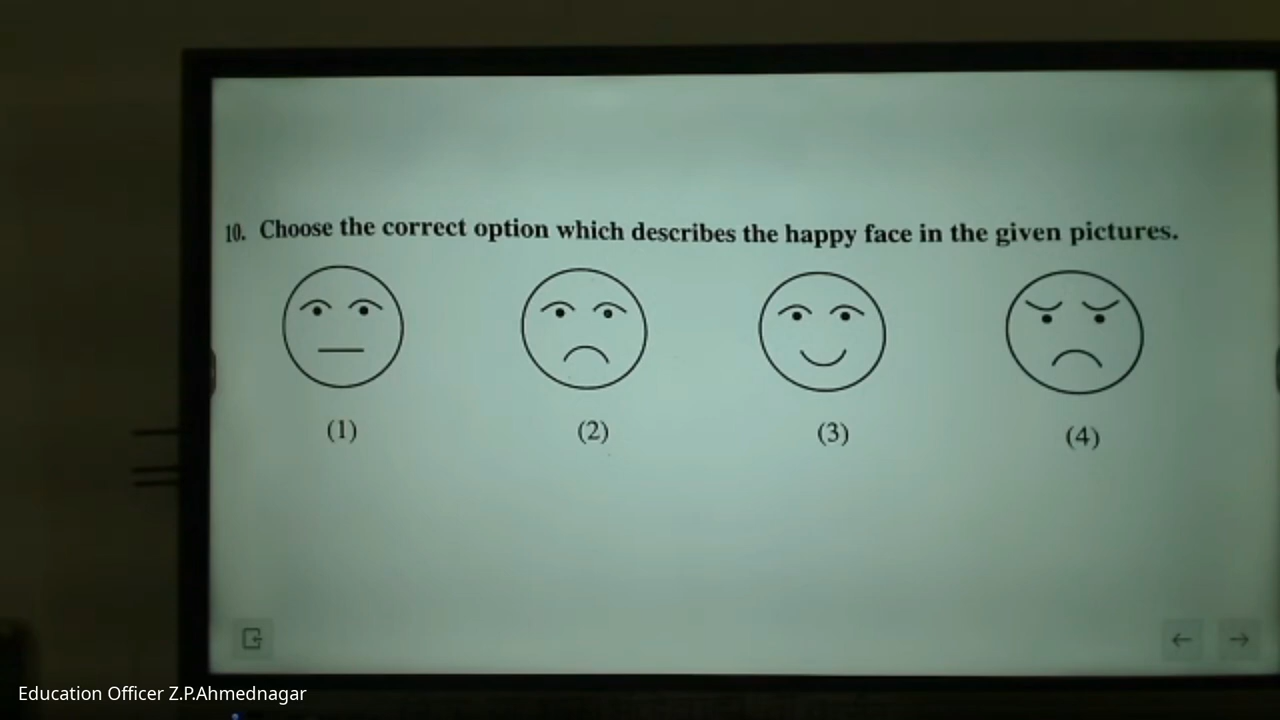 10. Choose the correct option which describes the happy face in the given pictures.
(1) (2) (3) (4)
Education Officer Z.P.Ahmednagar